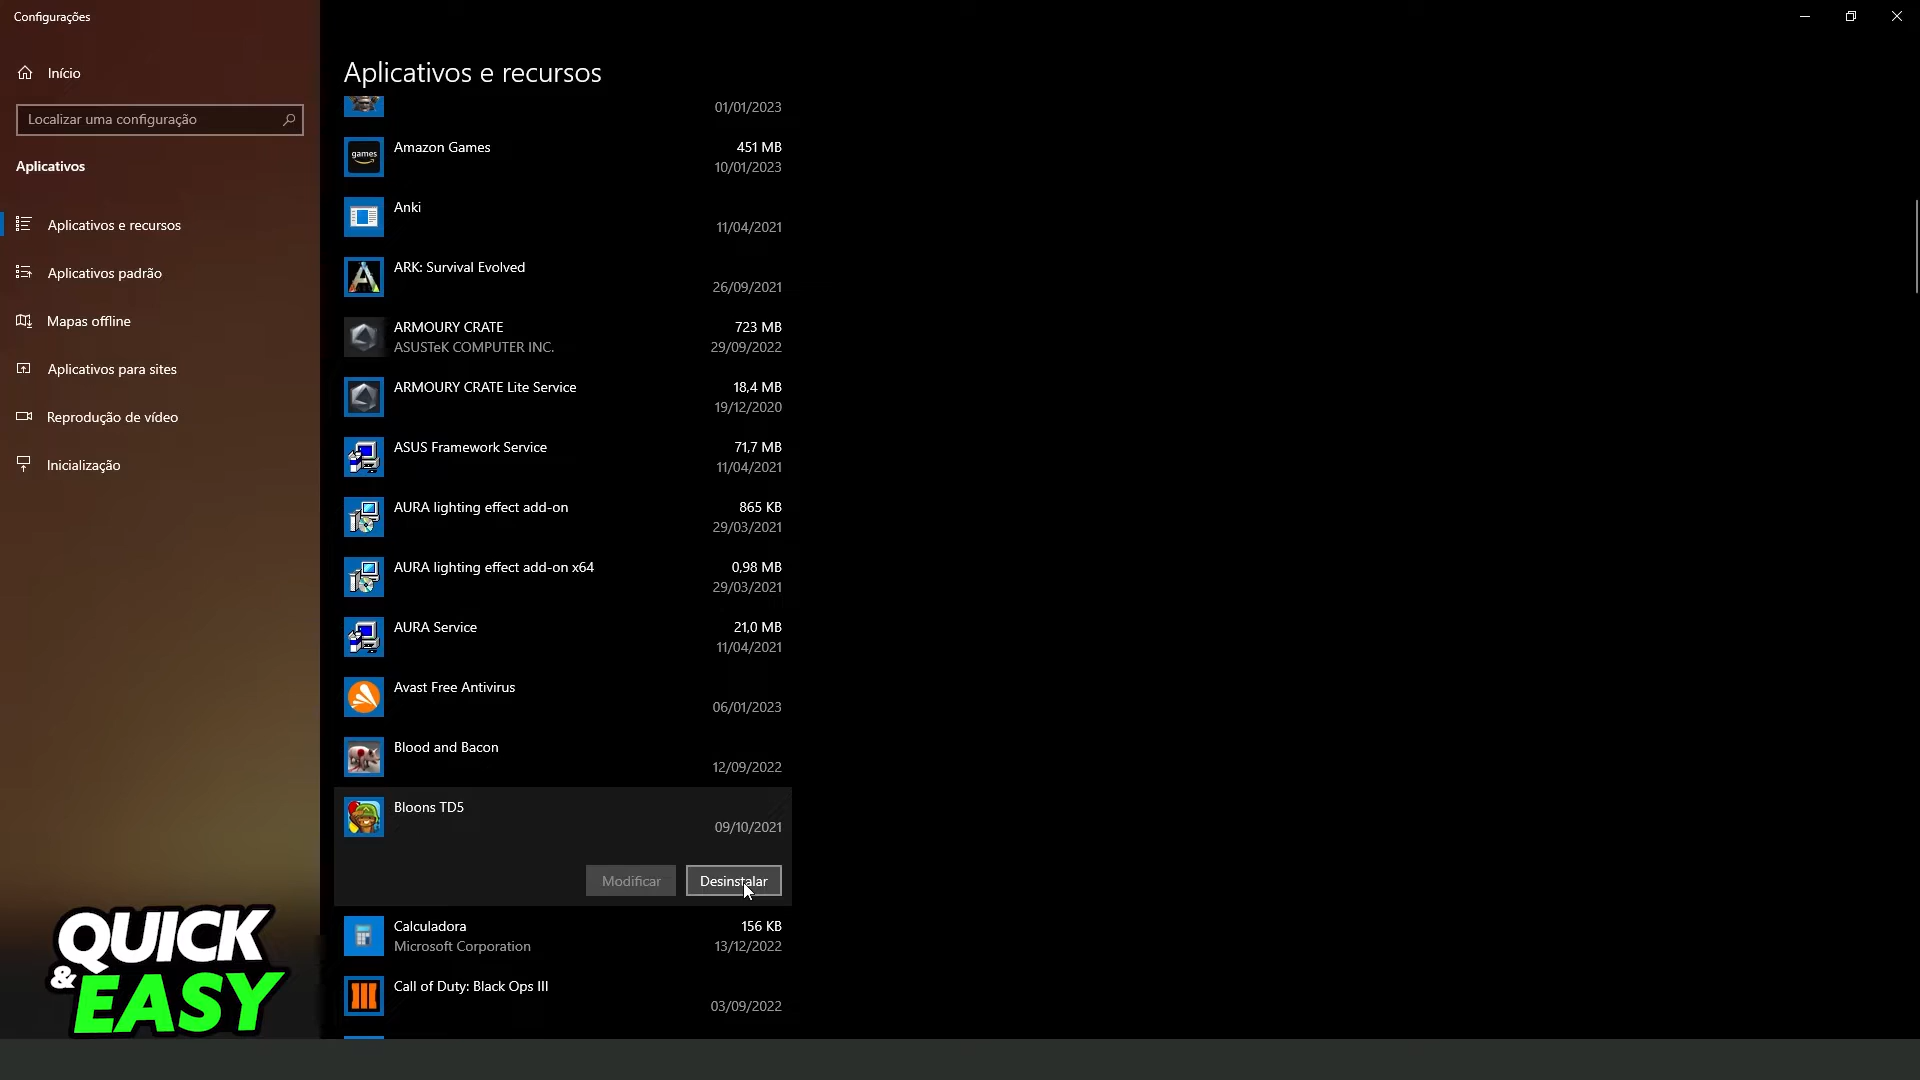 Configurações
Início
Localizar uma configuração
Aplicativos
Aplicativos e recursos
Aplicativos padrão
Mapas offline
Aplicativos para sites
Reprodução de vídeo
Inicialização
QUICK
& EASY
Aplicativos e recursos
01/01/2023
games
Amazon Games 451 MB
10/01/2023
Anki
11/04/2021
ARK: Survival Evolved
26/09/2021
ARMOURY CRATE 723 MB
ASUSTeK COMPUTER INC. 29/09/2022
ARMOURY CRATE Lite Service 18,4 MB
19/12/2020
ASUS Framework Service 71,7 MB
11/04/2021
AURA lighting effect add-on 865 KB
29/03/2021
AURA lighting effect add-on x64 0,98 MB
29/03/2021
AURA Service 21,0 MB
11/04/2021
Avast Free Antivirus
06/01/2023
Blood and Bacon
12/09/2022
Bloons TD5
09/10/2021
Modificar Desinstalar
Calculadora 156 KB
Microsoft Corporation 13/12/2022
Call of Duty: Black Ops III
03/09/2022